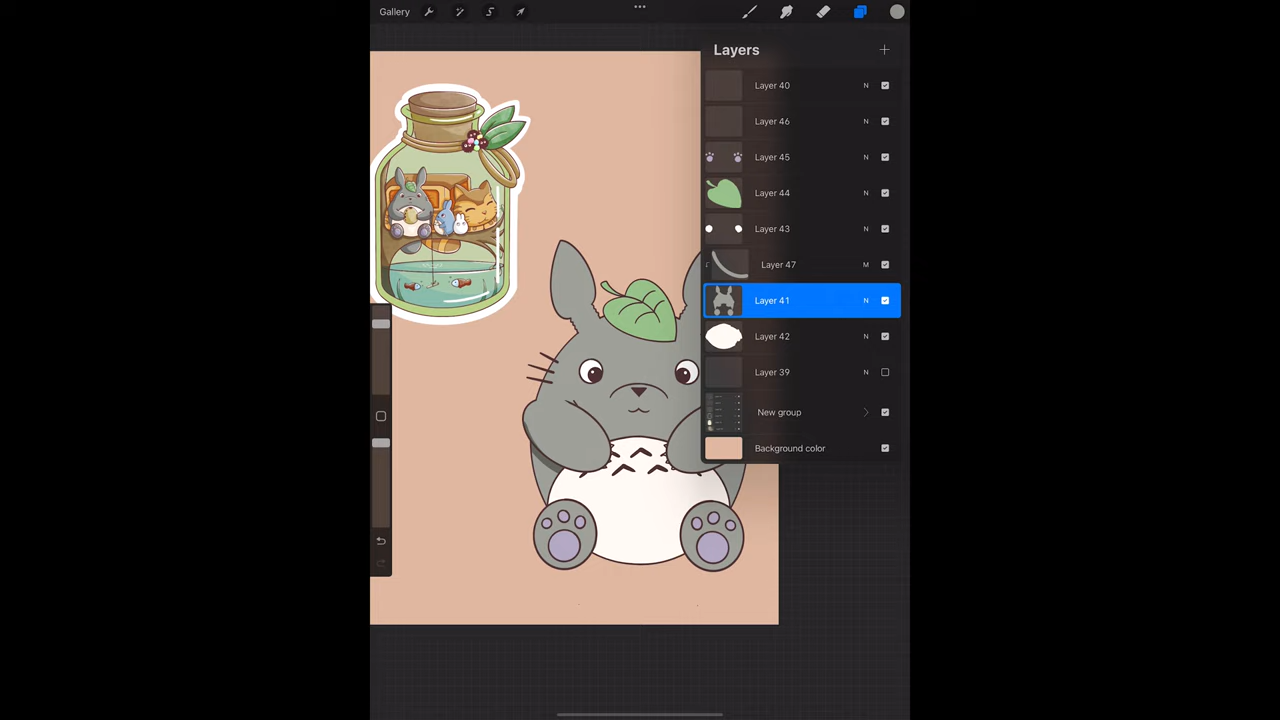 Gallery
Layers
Layer 40 N
Layer 46 N
Layer 45 N
Layer 44 N
Layer 43 N
Layer 47 M
Layer 41 N
Layer 42 N
Layer 39 N
New group
Background color